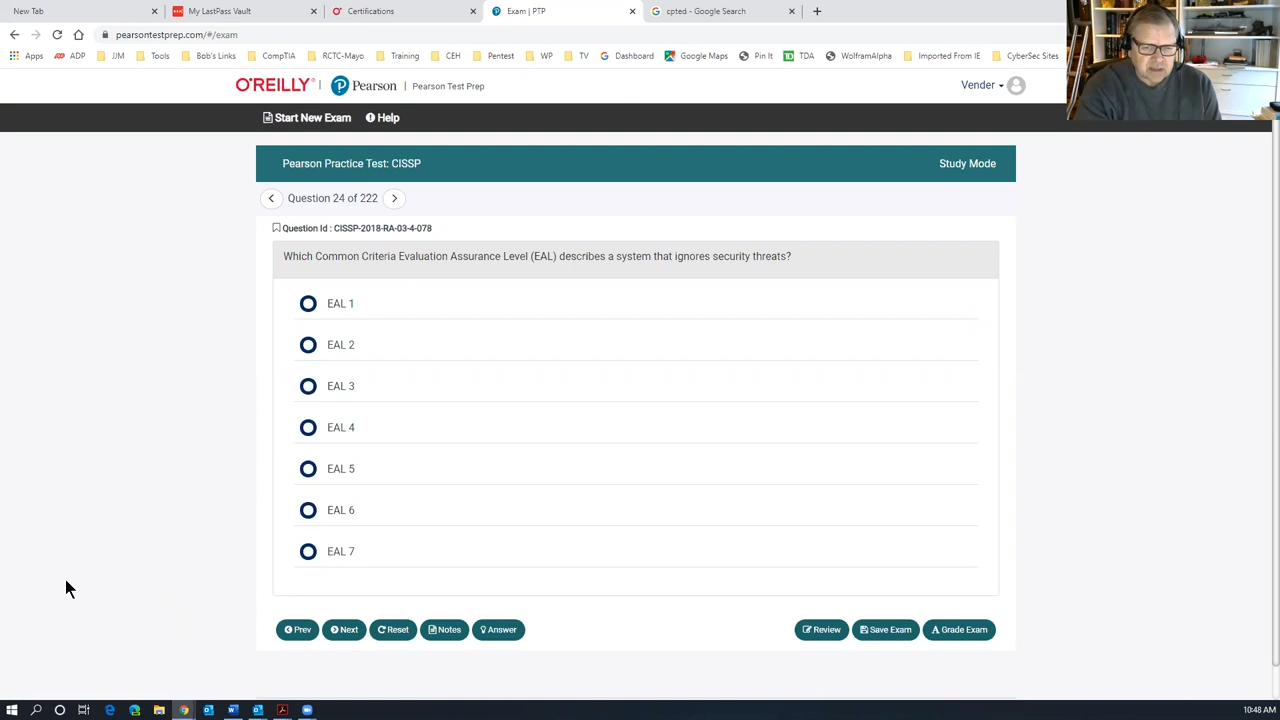 New Tab
My LastPass Vault
Certifications
Exam | PTP
cpted - Google Search
pearsontestprep.com/#/exam
Apps ADP JJM Tools Bob's Links CompTIA RCTC-Mayo Training CEH Pentest WP TV Dashboard Google Maps Pin It TDA WolframAlpha Imported From IE CyberSec Sites
O'REILLY Pearson Pearson Test Prep
Vender
Start New Exam Help
Pearson Practice Test: CISSP Study Mode
Question 24 of 222
Question Id : CISSP-2018-RA-03-4-078
Which Common Criteria Evaluation Assurance Level (EAL) describes a system that ignores security threats?
EAL 1
EAL 2
EAL 3
EAL 4
EAL 5
EAL 6
EAL 7
Prev Next Reset Notes Answer Review Save Exam Grade Exam
10:48 AM